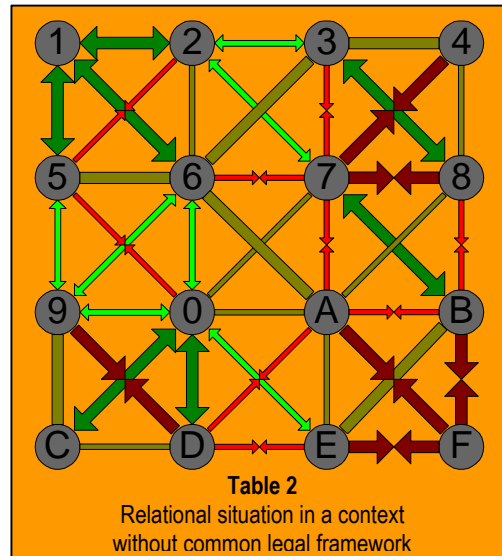 1 2 3 4
5 6 7 8
9 0 A B
C D E F
Table 2
Relational situation in a context
without common legal framework